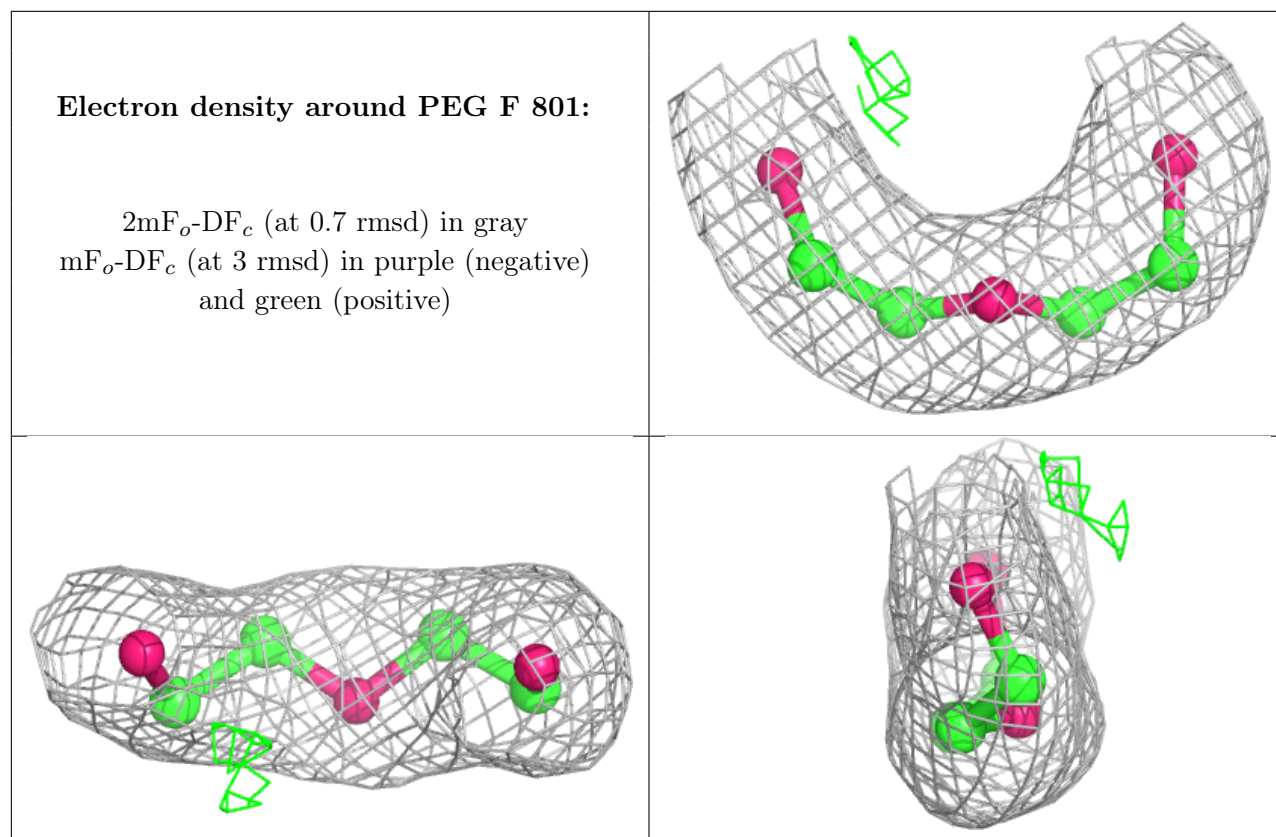 Electron density around PEG F 801:
2mFo-DFc (at 0.7 rmsd) in gray
mFo-DFc (at 3 rmsd) in purple (negative)
and green (positive)